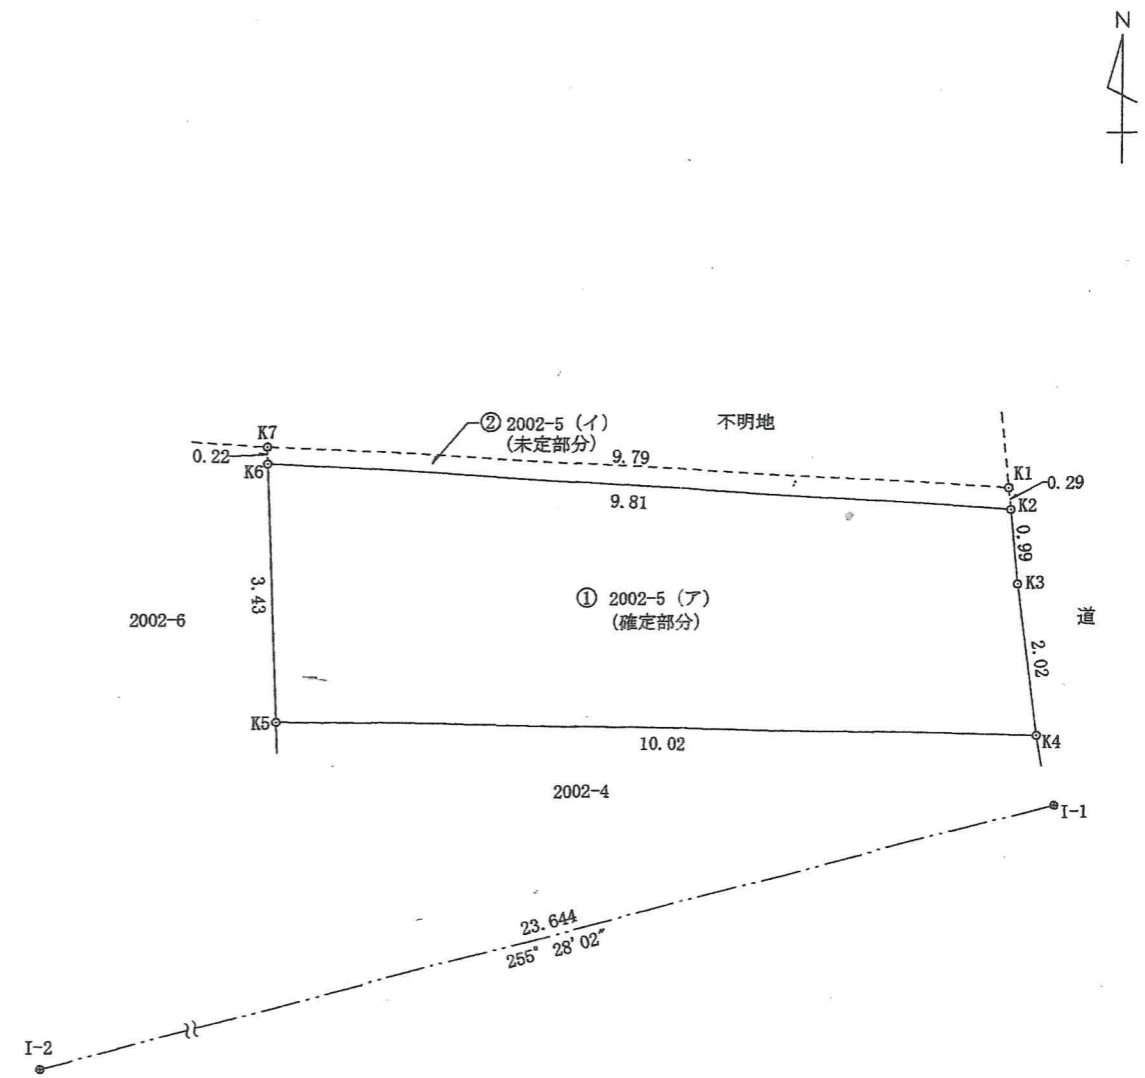 N
② 2002-5 (イ)
(未定部分)
不明地
K7
0.22
K6
9.79
K1
0.29
K2
9.81
0.99
K3
3.43
① 2002-5 (ア)
(確定部分)
2002-6
道
2.02
K5
10.02
K4
2002-4
I-1
23.644
255° 28' 02"
I-2